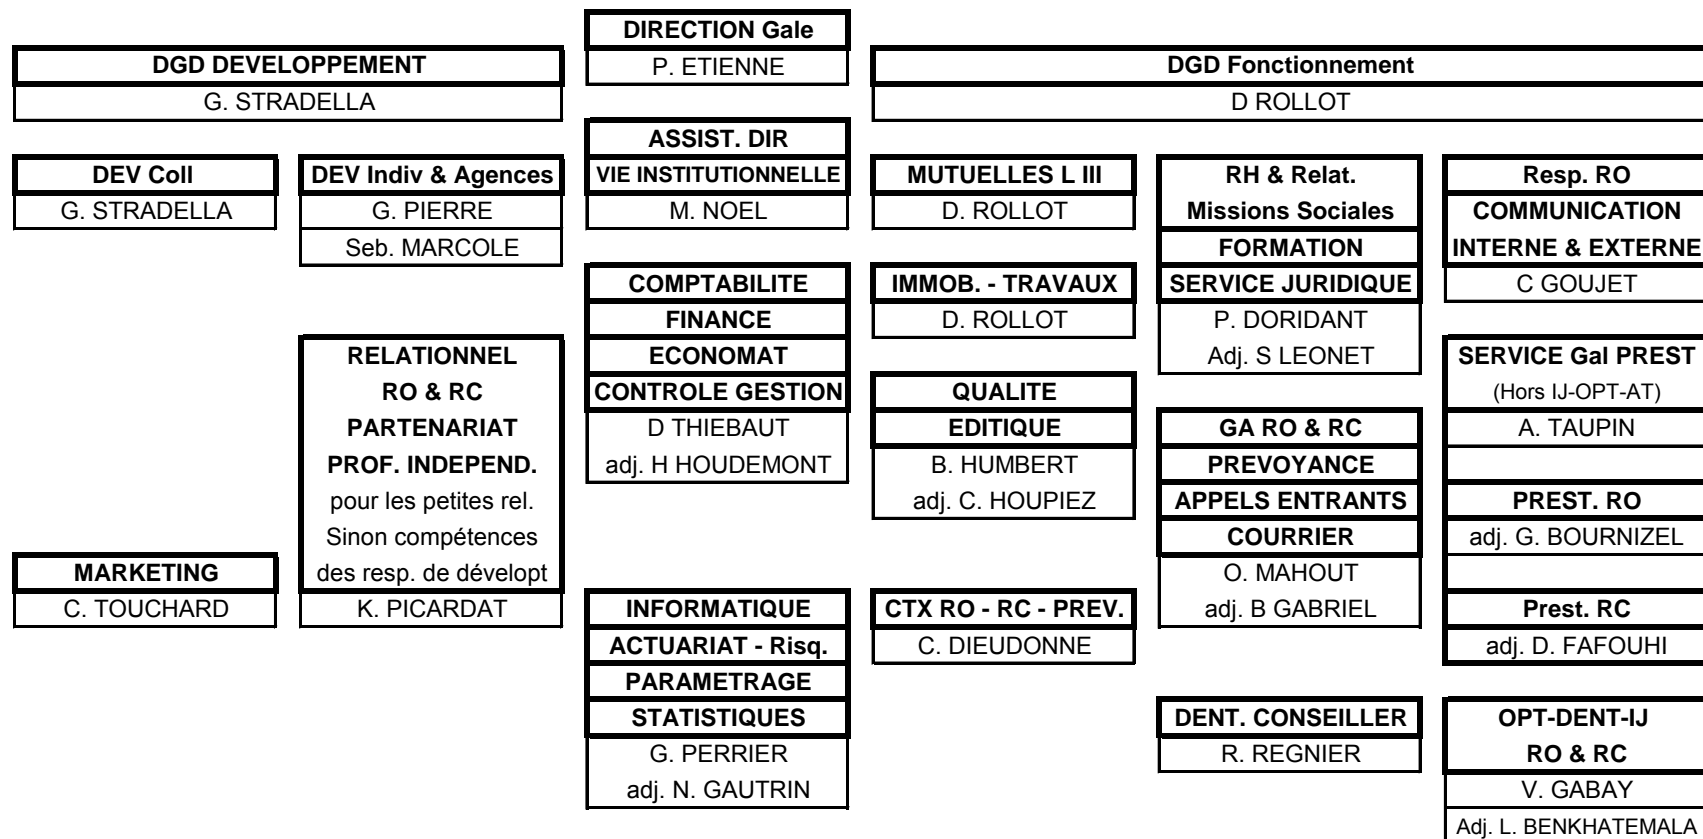 DIRECTION Gale
P. ETIENNE
DGD DEVELOPPEMENT
G. STRADELLA
DGD Fonctionnement
D ROLLOT
ASSIST. DIR
VIE INSTITUTIONNELLE
M. NOEL
DEV Coll
G. STRADELLA
DEV Indiv & Agences
G. PIERRE
Seb. MARCOLE
MUTUELLES L III
D. ROLLOT
RH & Relat.
Missions Sociales
FORMATION
SERVICE JURIDIQUE
P. DORIDANT
Adj. S LEONET
Resp. RO
COMMUNICATION
INTERNE & EXTERNE
C GOUJET
COMPTABILITE
FINANCE
ECONOMAT
CONTROLE GESTION
D THIEBAUT
adj. H HOUDEMONT
IMMOB. - TRAVAUX
D. ROLLOT
RELATIONNEL
RO & RC
PARTENARIAT
PROF. INDEPEND.
pour les petites rel.
Sinon compétences
des resp. de développt
K. PICARDAT
QUALITE
EDITIQUE
B. HUMBERT
adj. C. HOUPIEZ
GA RO & RC
PREVOYANCE
APPELS ENTRANTS
COURRIER
O. MAHOUT
adj. B GABRIEL
SERVICE Gal PREST
(Hors IJ-OPT-AT)
A. TAUPIN
PREST. RO
adj. G. BOURNIZEL
Prest. RC
adj. D. FAFOUHI
MARKETING
C. TOUCHARD
INFORMATIQUE
ACTUARIAT - Risq.
PARAMETRAGE
STATISTIQUES
G. PERRIER
adj. N. GAUTRIN
CTX RO - RC - PREV.
C. DIEUDONNE
DENT. CONSEILLER
R. REGNIER
OPT-DENT-IJ
RO & RC
V. GABAY
Adj. L. BENKHATEMALA